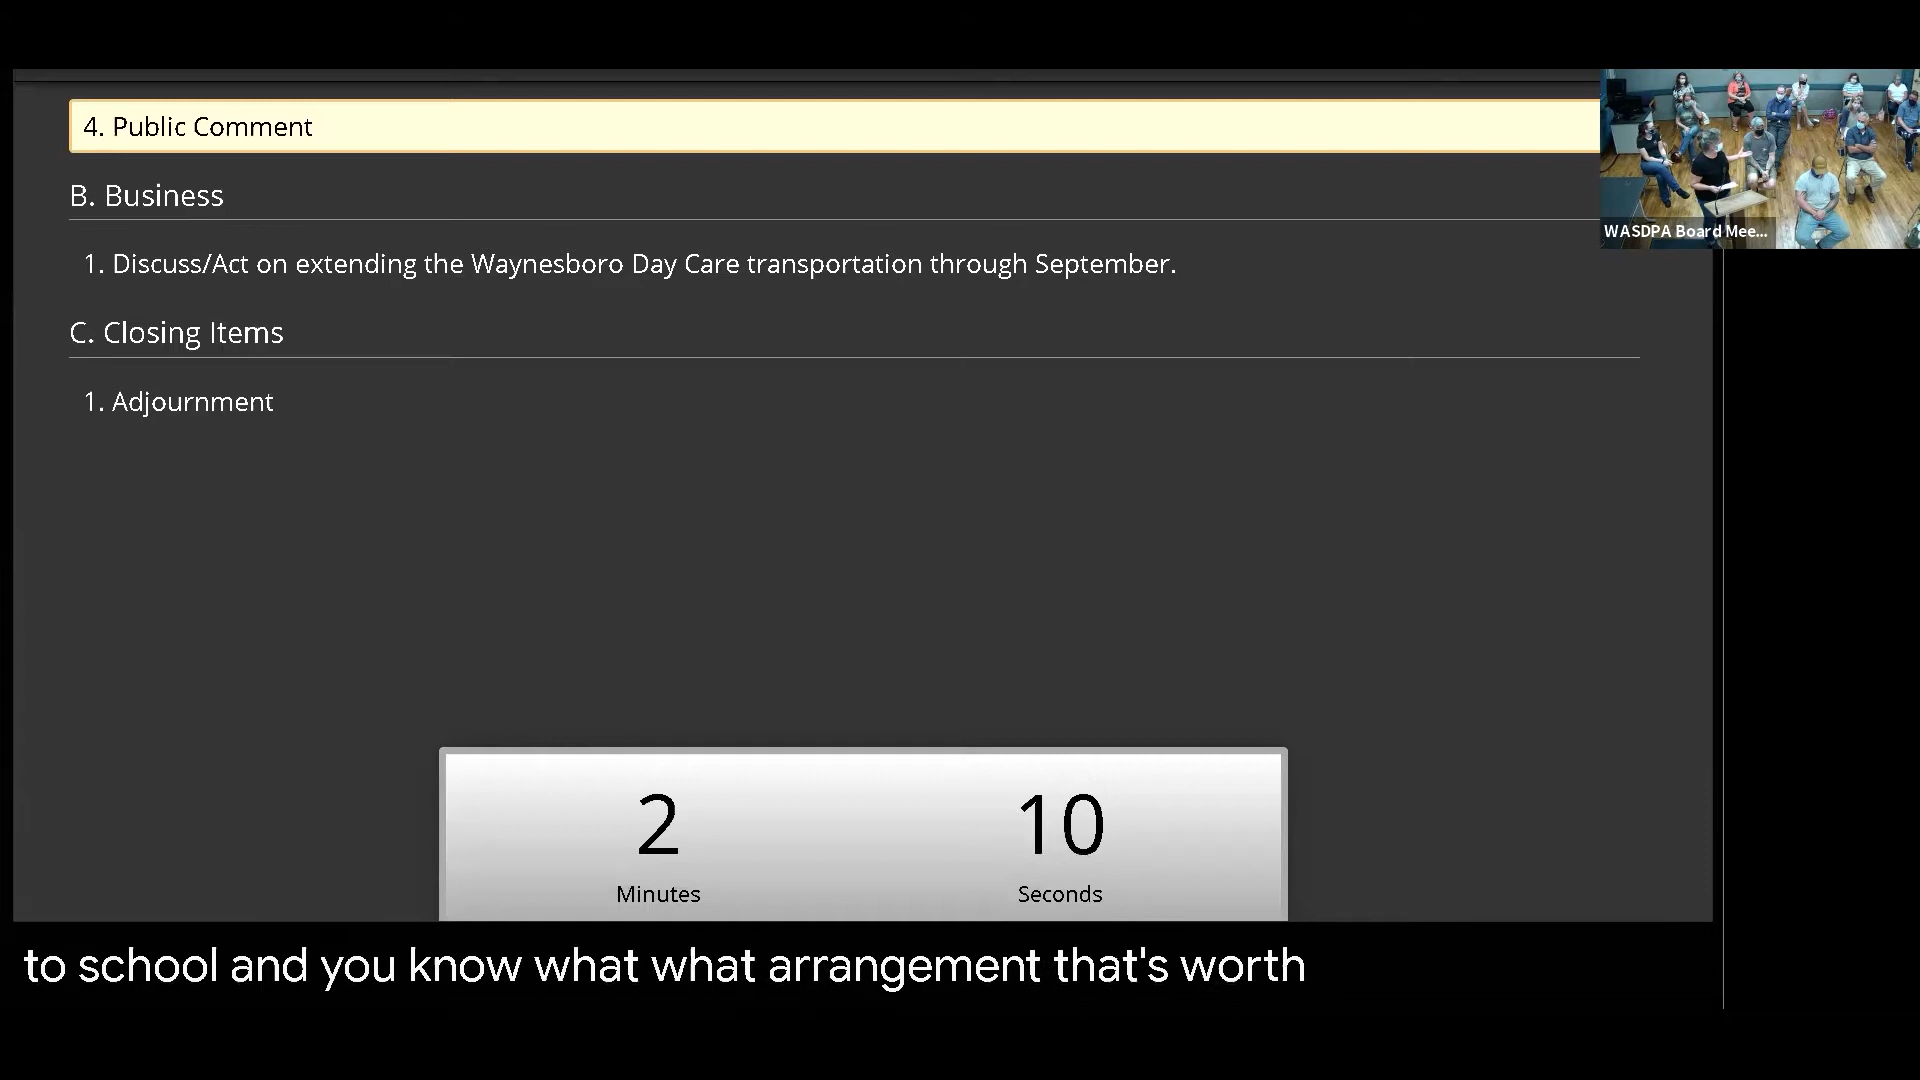 4. Public Comment
B. Business
1. Discuss/Act on extending the Waynesboro Day Care transportation through September.
C. Closing Items
1. Adjournment
WASDPA Board Mee...
2 10
Minutes Seconds
to school and you know what what arrangement that's worth